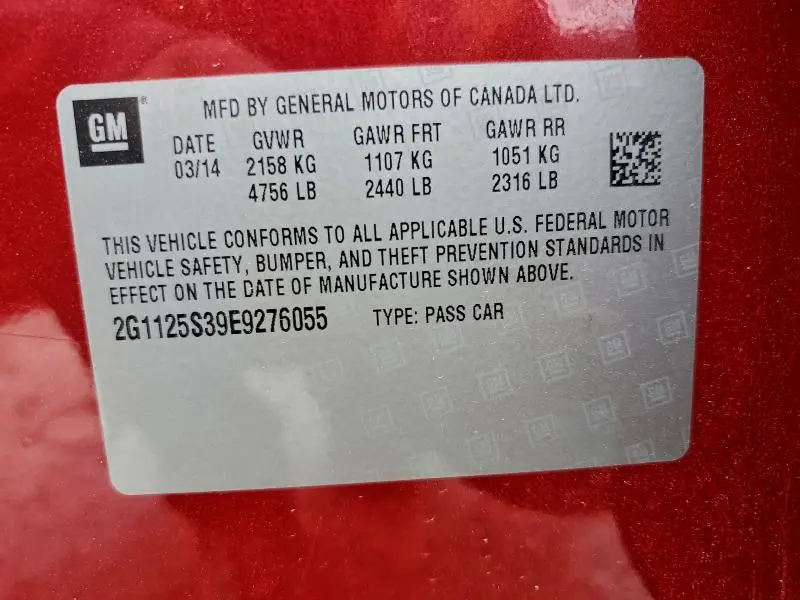 GM® MFD BY GENERAL MOTORS OF CANADA LTD.
DATE GVWR GAWR FRT GAWR RR
03/14 2158 KG 1107 KG 1051 KG
4756 LB 2440 LB 2316 LB
THIS VEHICLE CONFORMS TO ALL APPLICABLE U.S. FEDERAL MOTOR
VEHICLE SAFETY, BUMPER, AND THEFT PREVENTION STANDARDS IN
EFFECT ON THE DATE OF MANUFACTURE SHOWN ABOVE.
2G1125S39E9276055 TYPE: PASS CAR